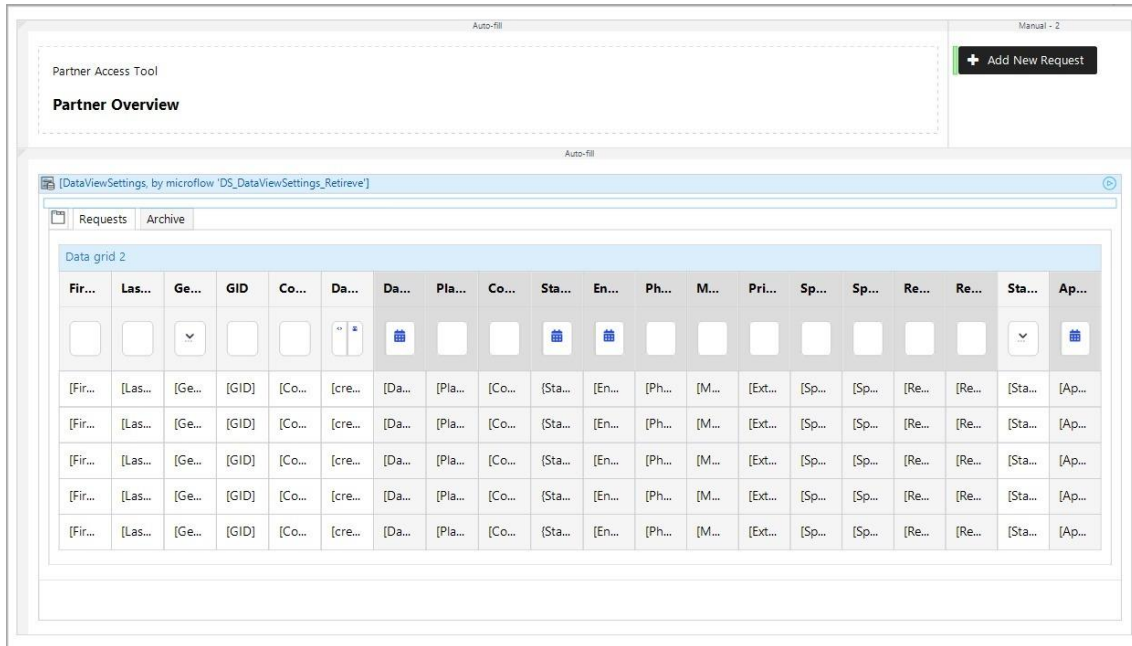 Auto-fill
Manual - 2
Partner Access Tool
Partner Overview
Add New Request
Auto-fill
[DataViewSettings, by microflow 'DS_DataViewSettings_Retireve']
Requests Archive
Data grid 2
Fir... Las... Ge... GID Co... Da... Da... Pla... Co... Sta... En... Ph... M... Pri... Sp... Sp... Re... Re... Sta... Ap...
[Fir... [Las... [Ge... [GID] [Co... [cre... [Da... [Pla... [Co... {Sta... [En... [Ph... [M... [Ext... [Sp... [Sp... [Re... [Re... [Sta... [Ap...
[Fir... [Las... [Ge... [GID] [Co... [cre... [Da... [Pla... [Co... {Sta... [En... [Ph... [M... [Ext... [Sp... [Sp... [Re... [Re... [Sta... [Ap...
[Fir... [Las... [Ge... [GID] [Co... [cre... [Da... [Pla... [Co... {Sta... [En... [Ph... [M... [Ext... [Sp... [Sp... [Re... [Re... [Sta... [Ap...
[Fir... [Las... [Ge... [GID] [Co... [cre... [Da... [Pla... [Co... {Sta... [En... [Ph... [M... [Ext... [Sp... [Sp... [Re... [Re... [Sta... [Ap...
[Fir... [Las... [Ge... [GID] [Co... [cre... [Da... [Pla... [Co... {Sta... [En... [Ph... [M... [Ext... [Sp... [Sp... [Re... [Re... [Sta... [Ap...